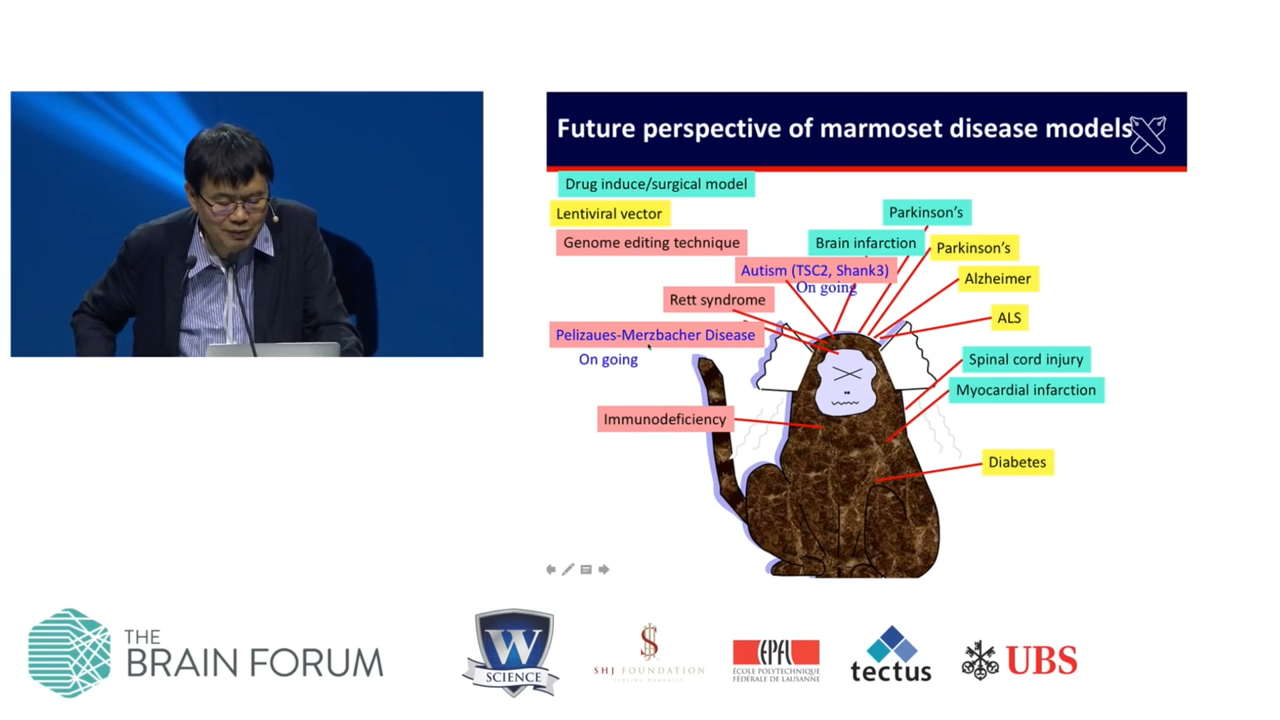 Future perspective of marmoset disease models
Drug induce/surgical model
Lentiviral vector
Genome editing technique
Parkinson's
Brain infarction
Parkinson's
Autism (TSC2, Shank3)
On going
Alzheimer
Rett syndrome
ALS
Pelizaues-Merzbacher Disease
On going
Spinal cord injury
Myocardial infarction
Immunodeficiency
Diabetes
THE
BRAIN FORUM
W
SCIENCE
SHJ FOUNDATION
EPFL
ÉCOLE POLYTECHNIQUE
FÉDÉRALE DE LAUSANNE
tectus
UBS